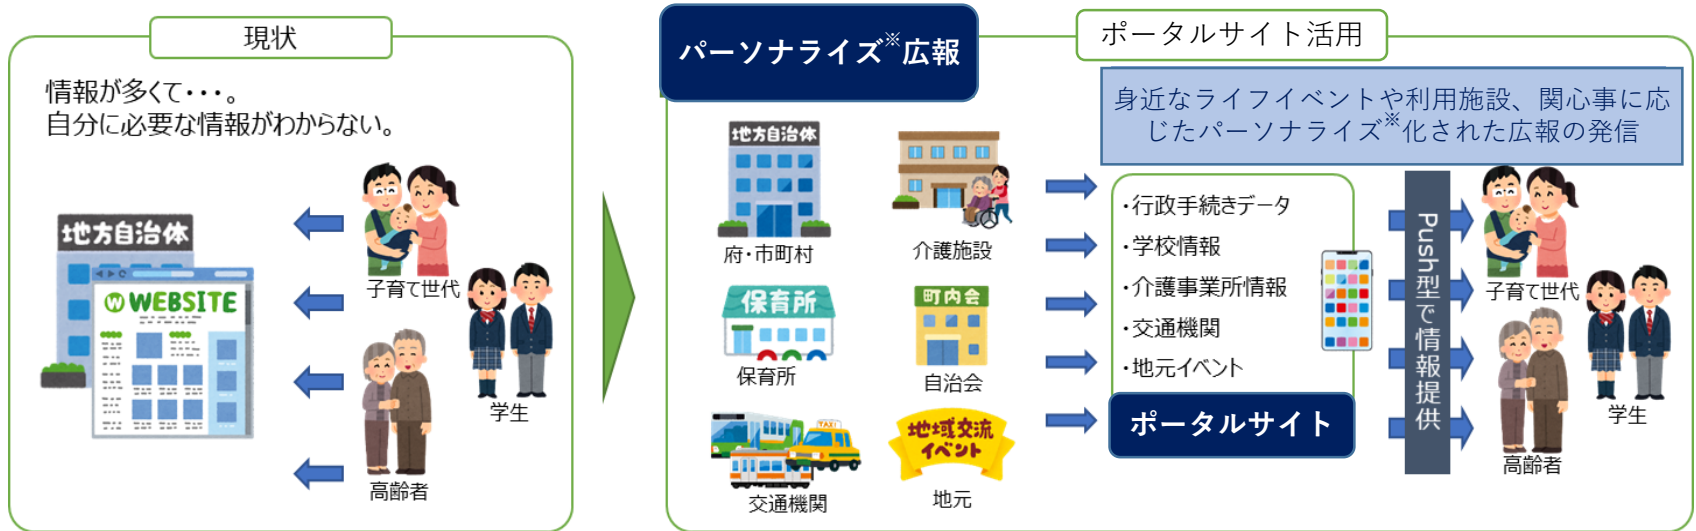 現状
情報が多くて・・・。
自分に必要な情報がわからない。
地方自治体
WEBSITE
子育て世代
学生
高齢者
パーソナライズ※広報
ポータルサイト活用
身近なライフイベントや利用施設、関心事に応
じたパーソナライズ※化された広報の発信
地方自治体
府・市町村
介護施設
保育所
保育所
町内会
自治会
交通機関
TAXI
地域交流
イベント
地元
・行政手続きデータ
・学校情報
・介護事業所情報
・交通機関
・地元イベント
ポータルサイト
Push型で情報提供
子育て世代
学生
高齢者